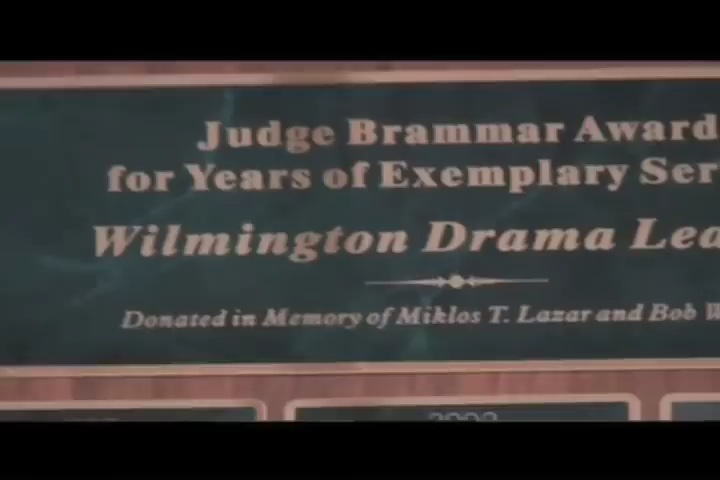 Judge Brammar Award
for Years of Exemplary Ser
Wilmington Drama Lea
Donated in Memory of Miklos T. Lazar and Bob W